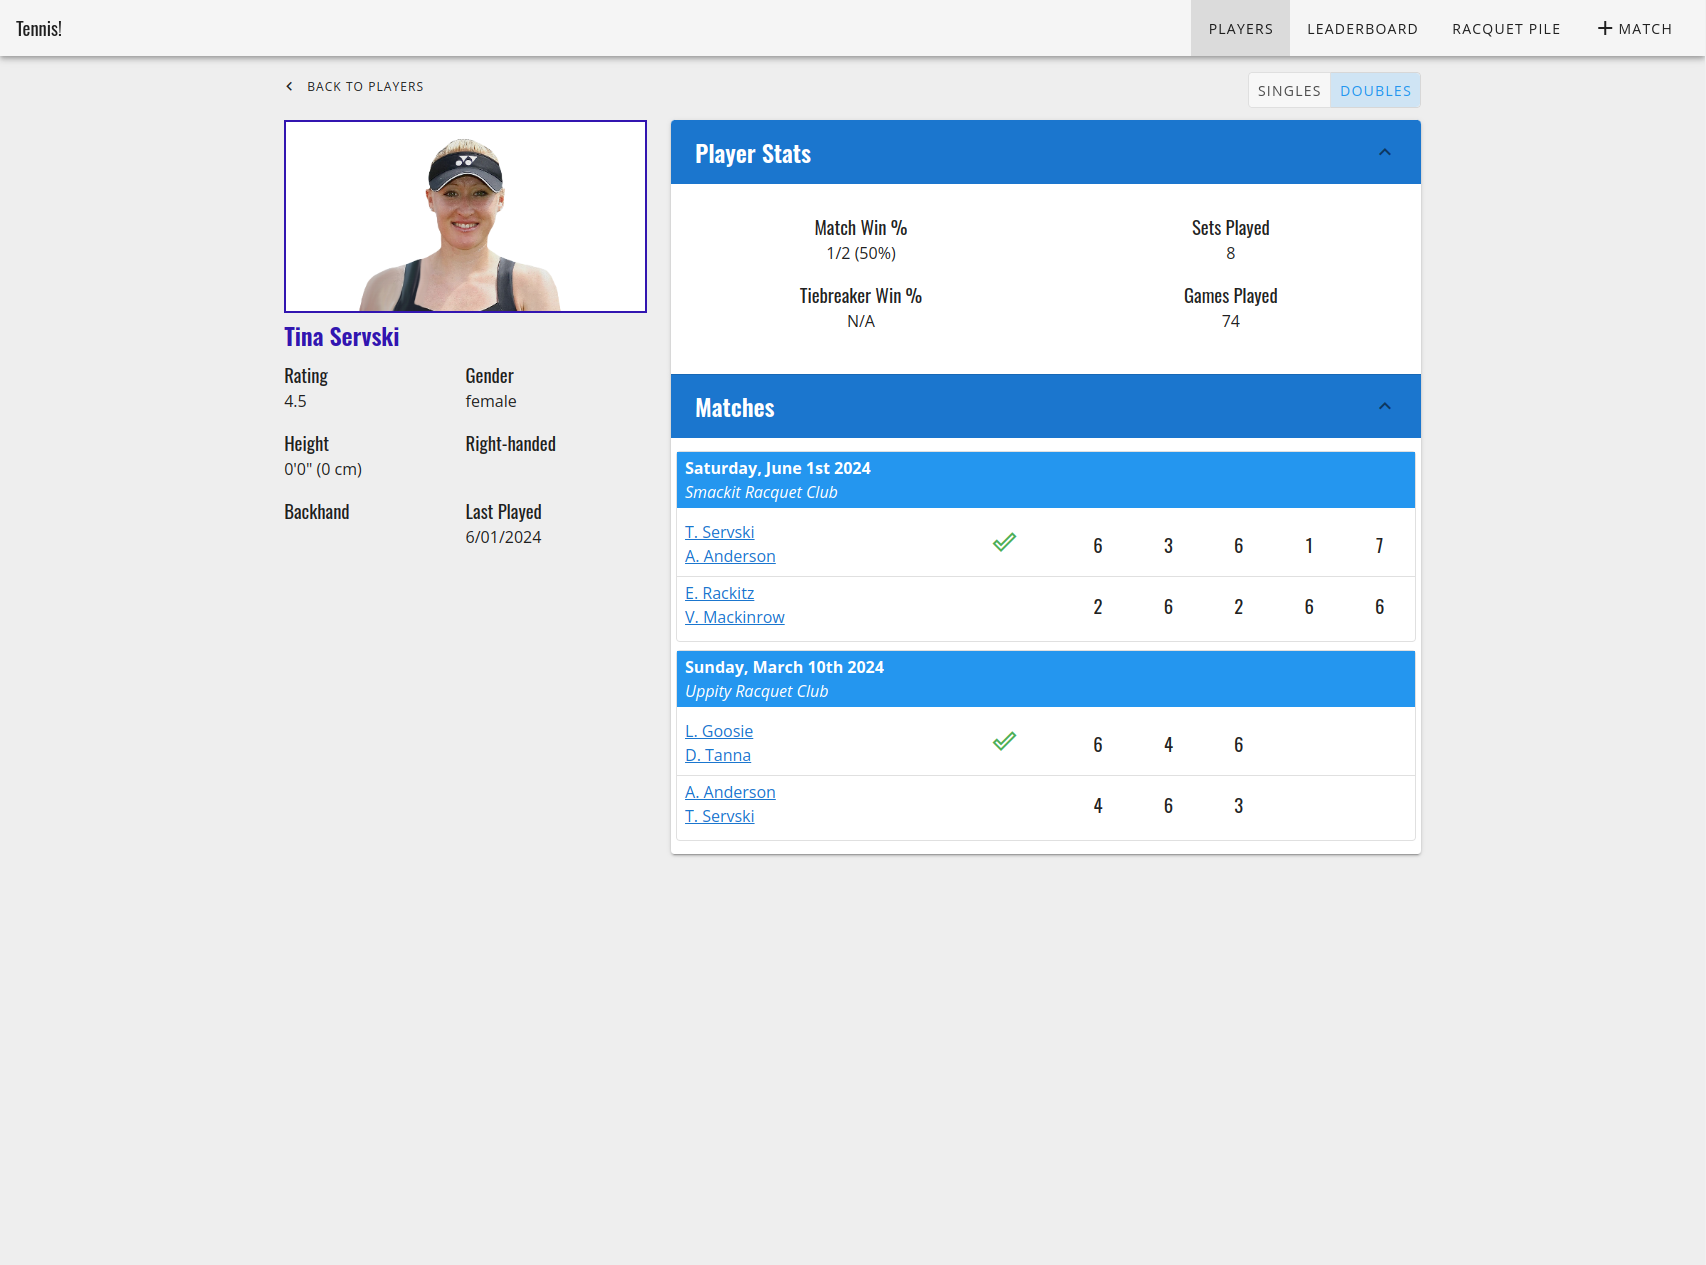 Tennis!
PLAYERS
LEADERBOARD
RACQUET PILE
MATCH
BACK TO PLAYERS
SINGLES
DOUBLES
Tina Servski
Rating
4.5
Gender
female
Height
0'0" (0 cm)
Right-handed
Backhand
Last Played
6/01/2024
Player Stats
Match Win %
1/2 (50%)
Sets Played
8
Tiebreaker Win %
N/A
Games Played
74
Matches
Saturday, June 1st 2024
Smackit Racquet Club
T. Servski
A. Anderson
6 3 6 1 7
E. Rackitz
V. Mackinrow
2 6 2 6 6
Sunday, March 10th 2024
Uppity Racquet Club
L. Goosie
D. Tanna
6 4 6
A. Anderson
T. Servski
4 6 3